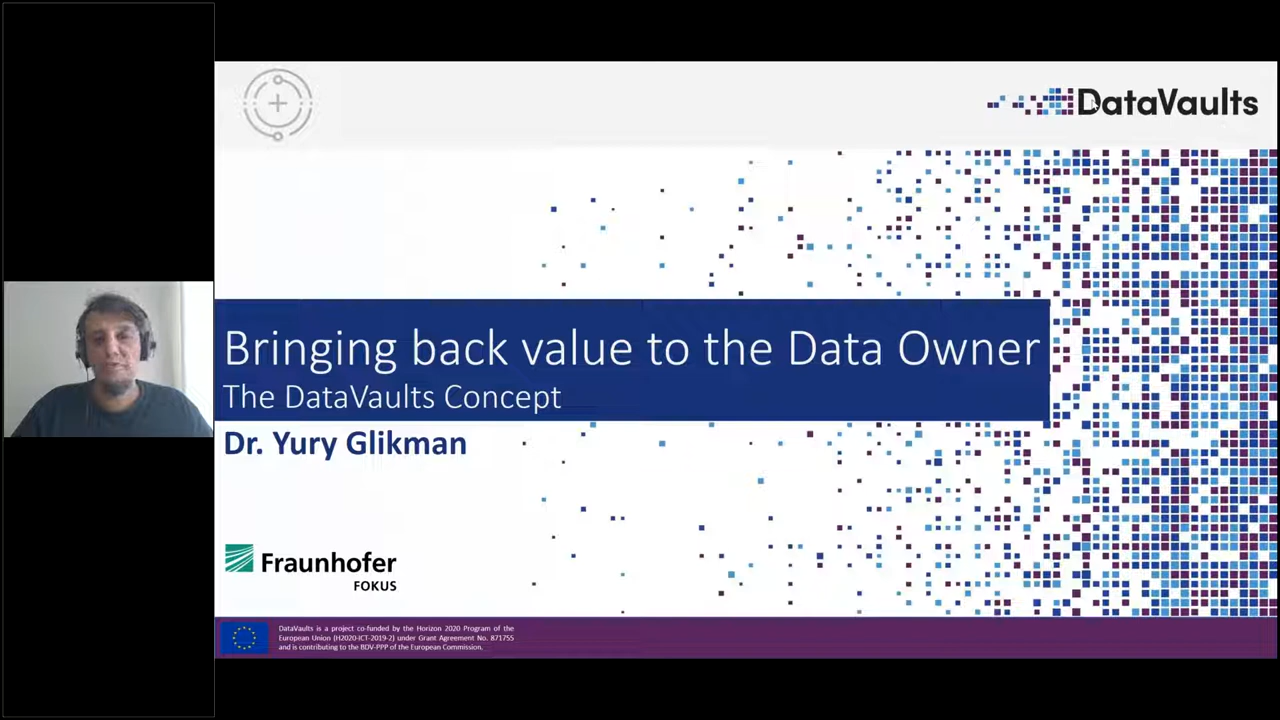 DataVaults
Bringing back value to the Data Owner
The DataVaults Concept
Dr. Yury Glikman
Fraunhofer
FOKUS
DataVaults is a project co-funded by the Horizon 2020 Program of the
European Union (H2020-ICT-2019-2) under Grant Agreement No. 871755
and is contributing to the BDV-PPP of the European Commission.